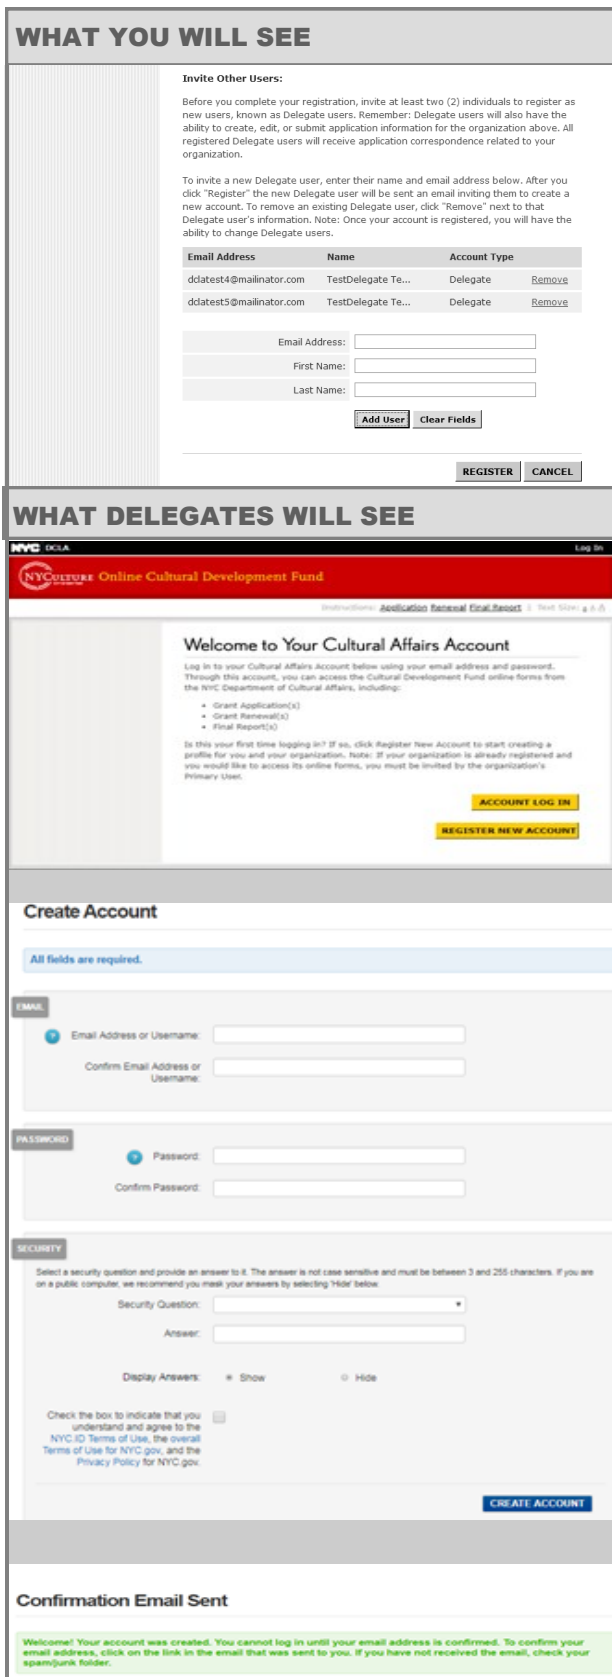 WHAT YOU WILL SEE
Invite Other Users:
Before you complete your registration, invite at least two (2) individuals to register as
new users, known as Delegate users. Remember: Delegate users will also have the
ability to create, edit, or submit application information for the organization above. All
registered Delegate users will receive application correspondence related to your
organization.
To invite a new Delegate user, enter their name and email address below. After you
click "Register" the new Delegate user will be sent an email inviting them to create a
new account. To remove an existing Delegate user, click "Remove" next to that
Delegate user's information. Note: Once your account is registered, you will have the
ability to change Delegate users.
Email Address Name Account Type
dclatest4@mailinator.com TestDelegate Te... Delegate Remove
dclatest5@mailinator.com TestDelegate Te... Delegate Remove
Email Address:
First Name:
Last Name:
Add User Clear Fields
REGISTER CANCEL
WHAT DELEGATES WILL SEE
NYC DCLA Log In
NYCULTURE Online Cultural Development Fund
Instructions: Application Renewal Final Report | Text Size: A A A
Welcome to Your Cultural Affairs Account
Log in to your Cultural Affairs Account below using your email address and password.
Through this account, you can access the Cultural Development Fund online forms from
the NYC Department of Cultural Affairs, including:
• Grant Application(s)
• Grant Renewal(s)
• Final Report(s)
Is this your first time logging in? If so, click Register New Account to start creating a
profile for you and your organization. Note: If your organization is already registered and
you would like to access its online forms, you must be invited by the organization's
Primary User.
ACCOUNT LOG IN
REGISTER NEW ACCOUNT
Create Account
All fields are required.
EMAIL
? Email Address or Username:
Confirm Email Address or
Username:
PASSWORD
? Password:
Confirm Password:
SECURITY
Select a security question and provide an answer to it. The answer is not case sensitive and must be between 3 and 255 characters. If you are
on a public computer, we recommend you mask your answers by selecting 'Hide' below.
Security Question:
Answer:
Display Answers: Show Hide
Check the box to indicate that you
understand and agree to the
NYC.ID Terms of Use, the overall
Terms of Use for NYC.gov, and the
Privacy Policy for NYC.gov.
CREATE ACCOUNT
Confirmation Email Sent
Welcome! Your account was created. You cannot log in until your email address is confirmed. To confirm your
email address, click on the link in the email that was sent to you. If you have not received the email, check your
spam/junk folder.